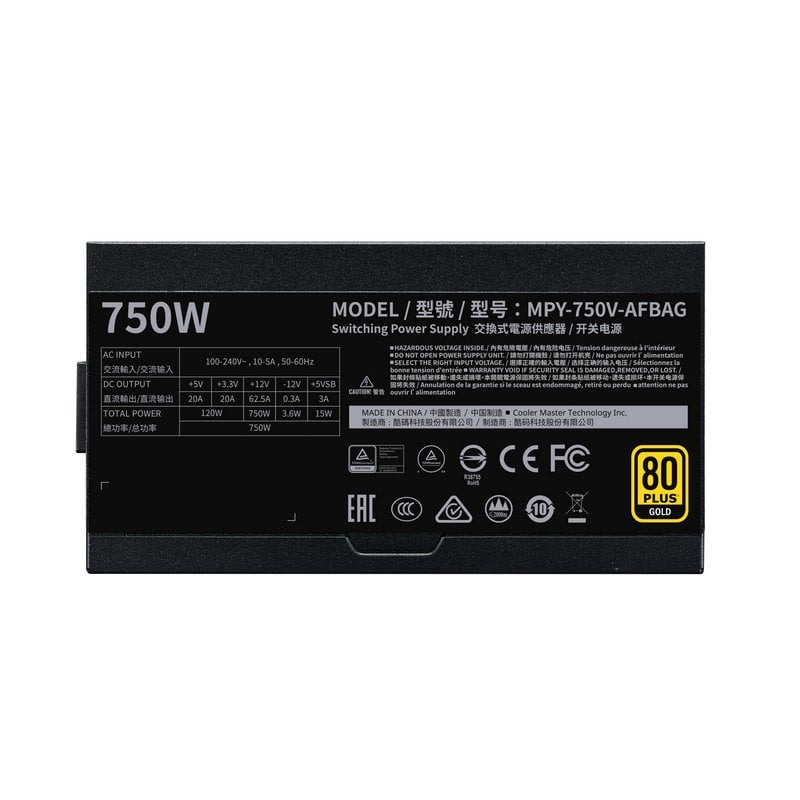 750W
MODEL / 型號 / 型号：MPY-750V-AFBAG
Switching Power Supply 交換式電源供應器 / 开关电源
AC INPUT
交流輸入/交流输入
100-240V~ , 10-5A , 50-60Hz
DC OUTPUT +5V +3.3V +12V -12V +5VSB
直流輸出/直流输出 20A 20A 62.5A 0.3A 3A
TOTAL POWER 120W 750W 3.6W 15W
總功率/总功率 750W
CAUTION! 警告
■HAZARDOUS VOLTAGE INSIDE./ 內有危險電壓 / 内有危险电压 / Tension dangereuse à l'intérieur
■DO NOT OPEN POWER SUPPLY UNIT. / 請勿打開機殼 / 请勿打开机壳 / Ne pas ouvrir l' alimentation
■SELECT THE RIGHT INPUT VOLTAGE. / 選擇正確的輸入電壓 / 选择正确的输入电压 / Sélectionnez la
bonne tension d'entrée ■WARRANTY VOID IF SECURITY SEAL IS DAMAGED,REMOVED,OR LOST. /
如果封條貼紙被移動·遺失或損壞·本開關電源保固將失效 / 如果封条贴纸被移动·遗失或损坏·本开关电源保
固將失效 / Annulation de la garantie si le sceau est endommagé, retiré ou perdu ■attention ne pas
ouvrir l' alimentation
MADE IN CHINA / 中國製造 / 中国制造 ■ Cooler Master Technology Inc.
製造商：酷碼科技股份有限公司 / 制造商：酷码科技股份有限公司
R38755
RoHS
CE FC
EAC CCC 2000m 10
80
PLUS
GOLD